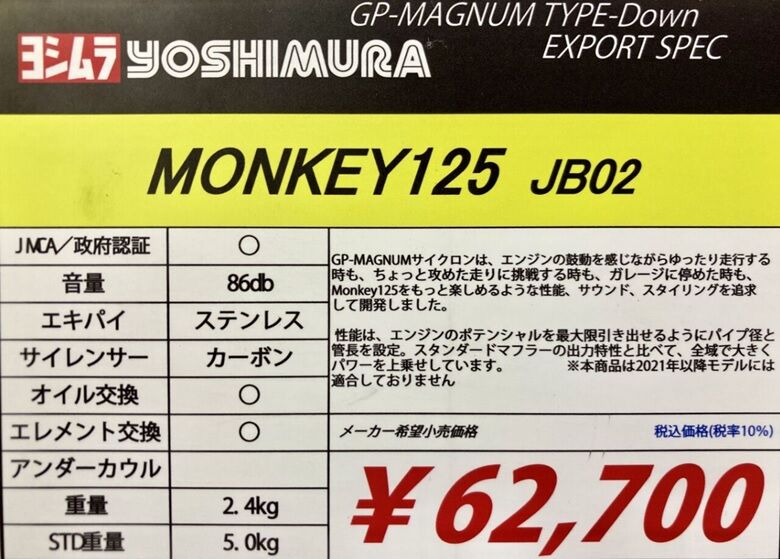 GP-MAGNUM TYPE-Down
EXPORT SPEC
ヨシムラ YOSHIMURA
MONKEY125 JB02
JMCA／政府認証 ○
音量 86db
エキパイ ステンレス
サイレンサー カーボン
オイル交換 ○
エレメント交換 ○
アンダーカウル
重量 2.4kg
STD重量 5.0kg
GP-MAGNUMサイクロンは、エンジンの鼓動を感じながらゆったり走行する
時も、ちょっと攻めた走りに挑戦する時も、ガレージに停めた時も、
Monkey125をもっと楽しめるような性能、サウンド、スタイリングを追求
して開発しました。
性能は、エンジンのポテンシャルを最大限引き出せるようにパイプ径と
管長を設定。スタンダードマフラーの出力特性と比べて、全域で大きく
パワーを上乗せしています。 ※本商品は2021年以降モデルには
適合しておりません
メーカー希望小売価格 税込価格(税率10%)
￥62,700